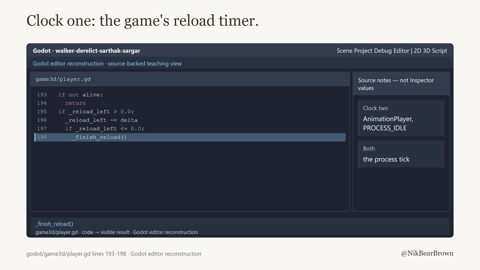 Clock one: the game's reload timer.
Godot · walker-derelict-sarthak-sargar
Scene Project Debug Editor | 2D 3D Script
Godot editor reconstruction · source-backed teaching view
game3d/player.gd
193 if not alive:
194 return
195 if _reload_left > 0.0:
196 _reload_left -= delta
197 if _reload_left <= 0.0:
198 _finish_reload()
Source notes — not Inspector
values
Clock two
AnimationPlayer,
PROCESS_IDLE
Both
the process tick
_finish_reload()
game3d/player.gd · code → visible result · Godot editor reconstruction
godot/game3d/player.gd lines 193-198 · Godot editor reconstruction
@NikBearBrown